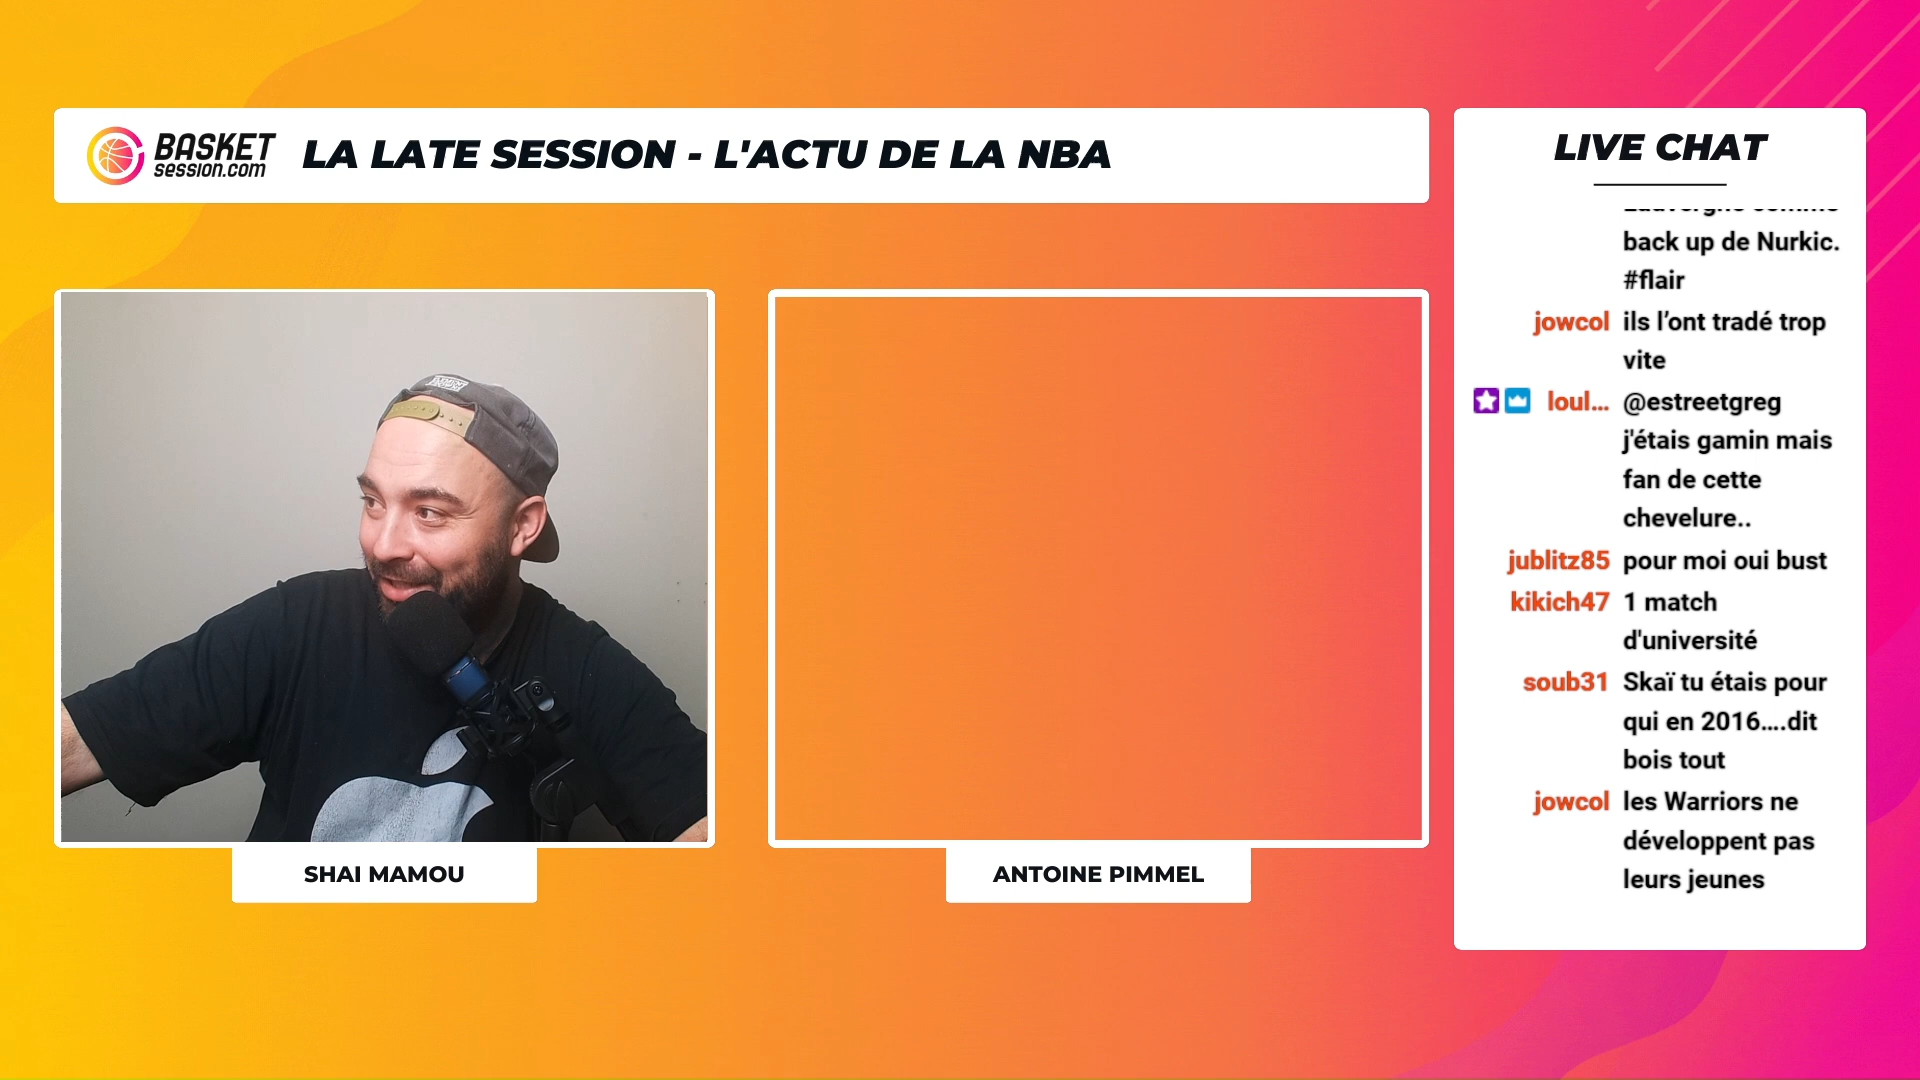 BASKET
session.com
LA LATE SESSION - L'ACTU DE LA NBA
SHAI MAMOU
ANTOINE PIMMEL
LIVE CHAT
back up de Nurkic.
#flair
jowcol ils l’ont tradé trop
vite
loul... @estreetgreg
j'étais gamin mais
fan de cette
chevelure..
jublitz85 pour moi oui bust
kikich47 1 match
d'université
soub31 Skaï tu étais pour
qui en 2016….dit
bois tout
jowcol les Warriors ne
développent pas
leurs jeunes